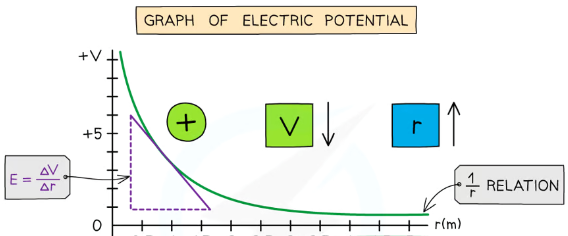 GRAPH OF ELECTRIC POTENTIAL
+V
+
V
r
+5
E = ΔV/Δr
1/r RELATION
0
r(m)